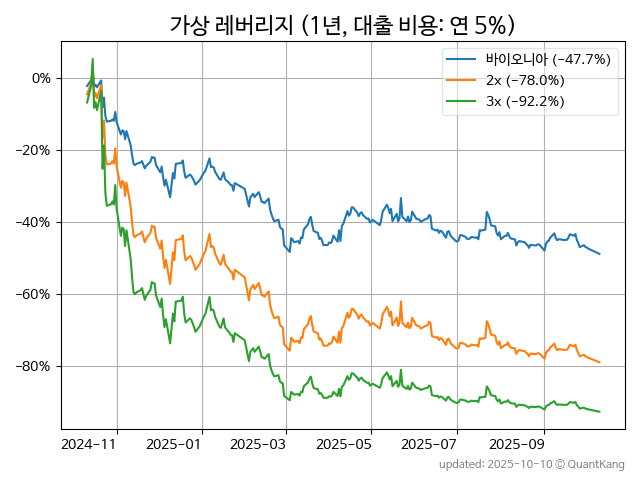 가상 레버리지 (1년, 대출 비용: 연 5%)
바이오니아 (−47.7%)
2x (−78.0%)
3x (−92.2%)
0%
−20%
−40%
−60%
−80%
2024−11 2025−01 2025−03 2025−05 2025−07 2025−09
updated: 2025-10-10 © QuantKang